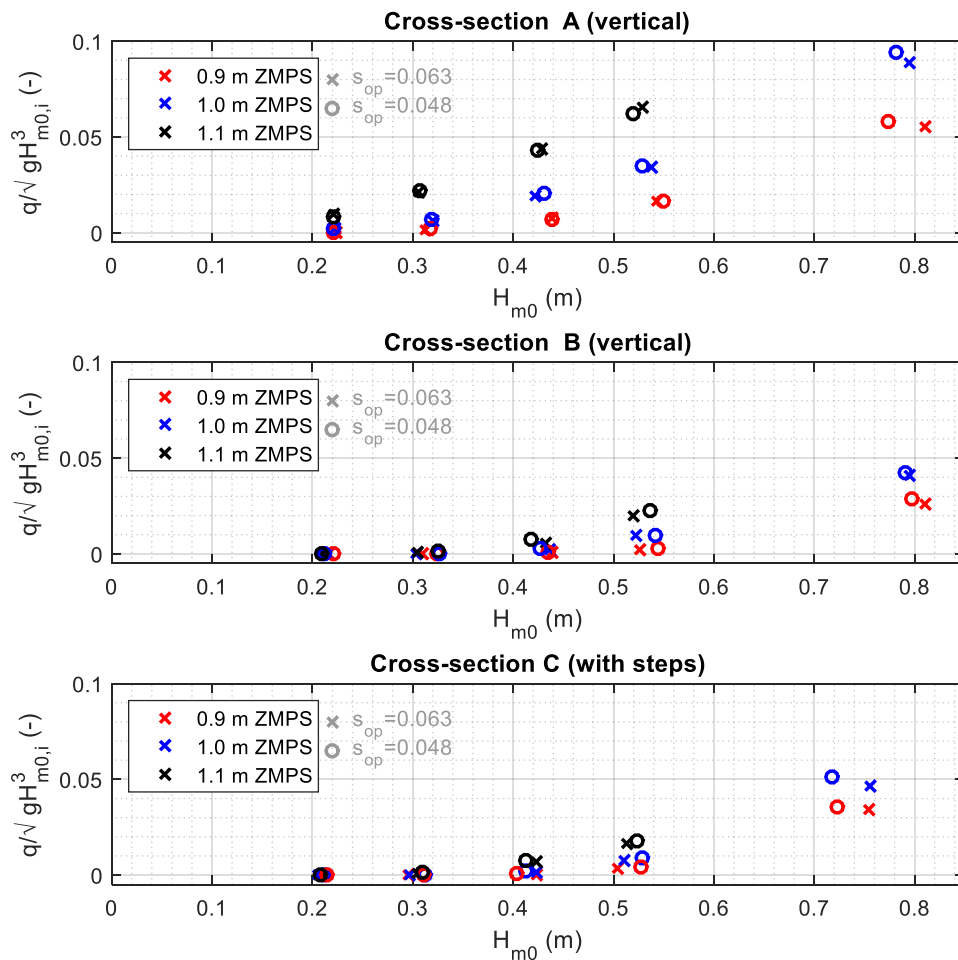 Cross-section A (vertical)
q/√ gH³m0,i (-)
0.1
0.05
0
0.9 m ZMPS
1.0 m ZMPS
1.1 m ZMPS
sop=0.063
sop=0.048
0 0.1 0.2 0.3 0.4 0.5 0.6 0.7 0.8
Hm0 (m)
Cross-section B (vertical)
q/√ gH³m0,i (-)
0.1
0.05
0
0.9 m ZMPS
1.0 m ZMPS
1.1 m ZMPS
sop=0.063
sop=0.048
0 0.1 0.2 0.3 0.4 0.5 0.6 0.7 0.8
Hm0 (m)
Cross-section C (with steps)
q/√ gH³m0,i (-)
0.1
0.05
0
0.9 m ZMPS
1.0 m ZMPS
1.1 m ZMPS
sop=0.063
sop=0.048
0 0.1 0.2 0.3 0.4 0.5 0.6 0.7 0.8
Hm0 (m)